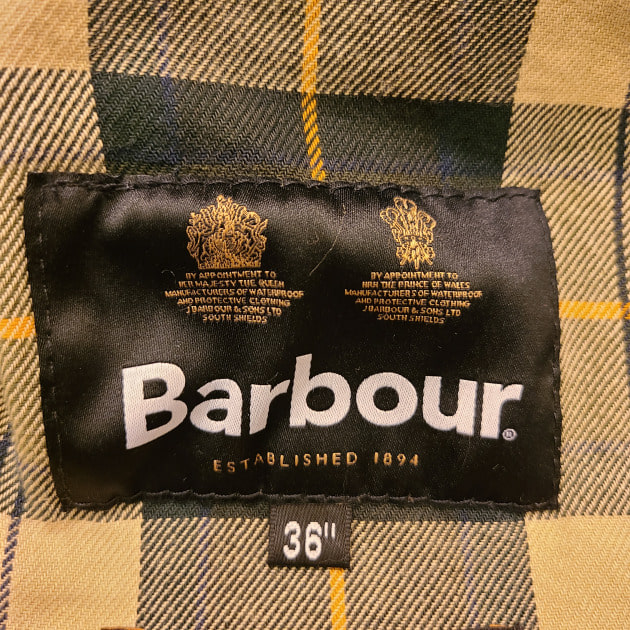 BY APPOINTMENT TO
HER MAJESTY THE QUEEN
MANUFACTURERS OF WATERPROOF
AND PROTECTIVE CLOTHING
J BARBOUR & SONS LTD
SOUTH SHIELDS
BY APPOINTMENT TO
HRH THE PRINCE OF WALES
MANUFACTURERS OF WATERPROOF
AND PROTECTIVE CLOTHING
J BARBOUR & SONS LTD
SOUTH SHIELDS
Barbour®
ESTABLISHED 1894
36"